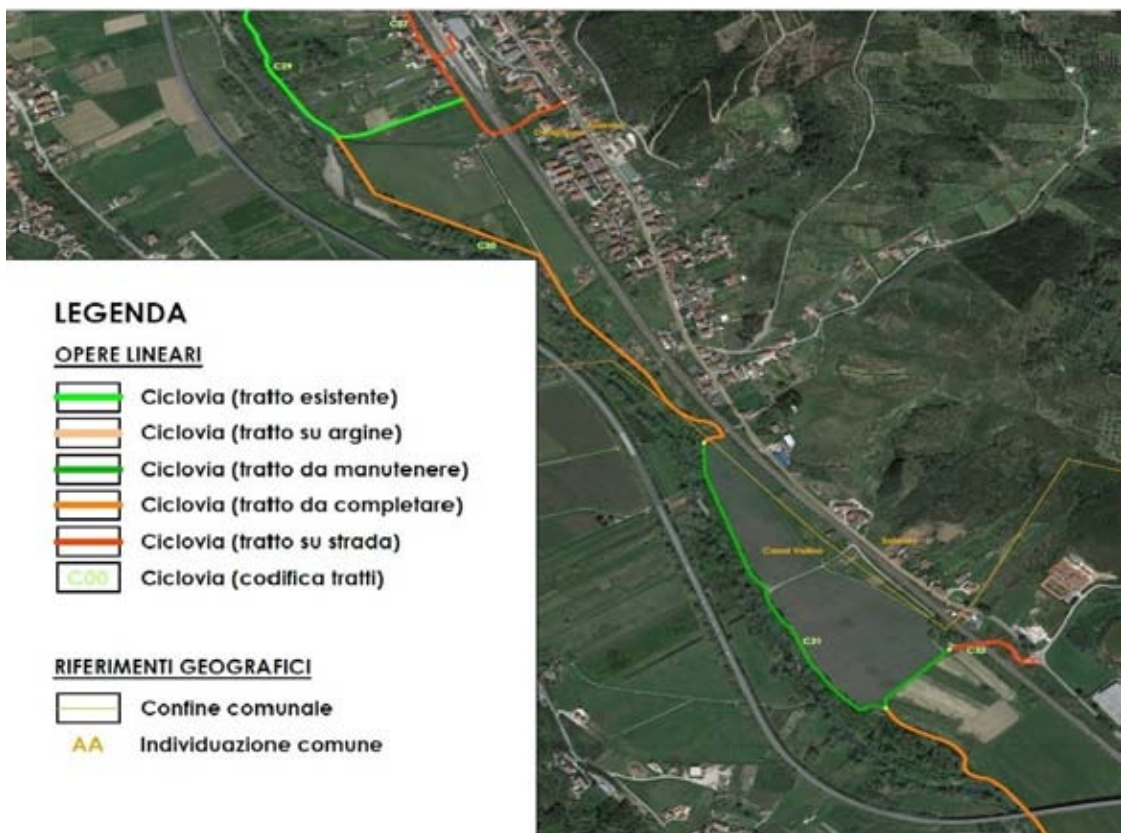 C29
LEGENDA
OPERE LINEARI
Ciclovia (tratto esistente)
Ciclovia (tratto su argine)
Ciclovia (tratto da manutenere)
Ciclovia (tratto da completare)
Ciclovia (tratto su strada)
C00 Ciclovia (codifica tratti)
RIFERIMENTI GEOGRAFICI
Confine comunale
AA Individuazione comune
C31